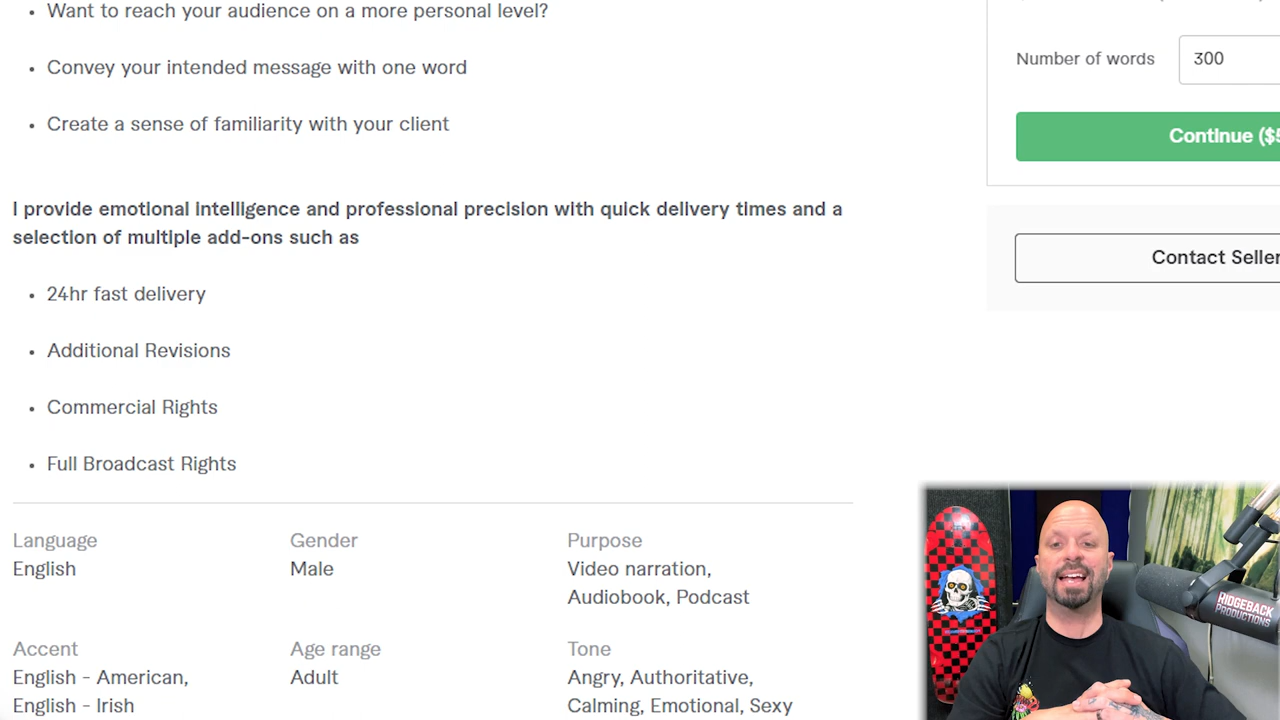 Want to reach your audience on a more personal level?
Convey your intended message with one word
Create a sense of familiarity with your client
I provide emotional intelligence and professional precision with quick delivery times and a
selection of multiple add-ons such as
24hr fast delivery
Additional Revisions
Commercial Rights
Full Broadcast Rights
Language
English
Gender
Male
Purpose
Video narration,
Audiobook, Podcast
Accent
English - American,
English - Irish
Age range
Adult
Tone
Angry, Authoritative,
Calming, Emotional, Sexy
Number of words
300
Continue ($5
Contact Seller
RIDGEBACK
PRODUCTIONS